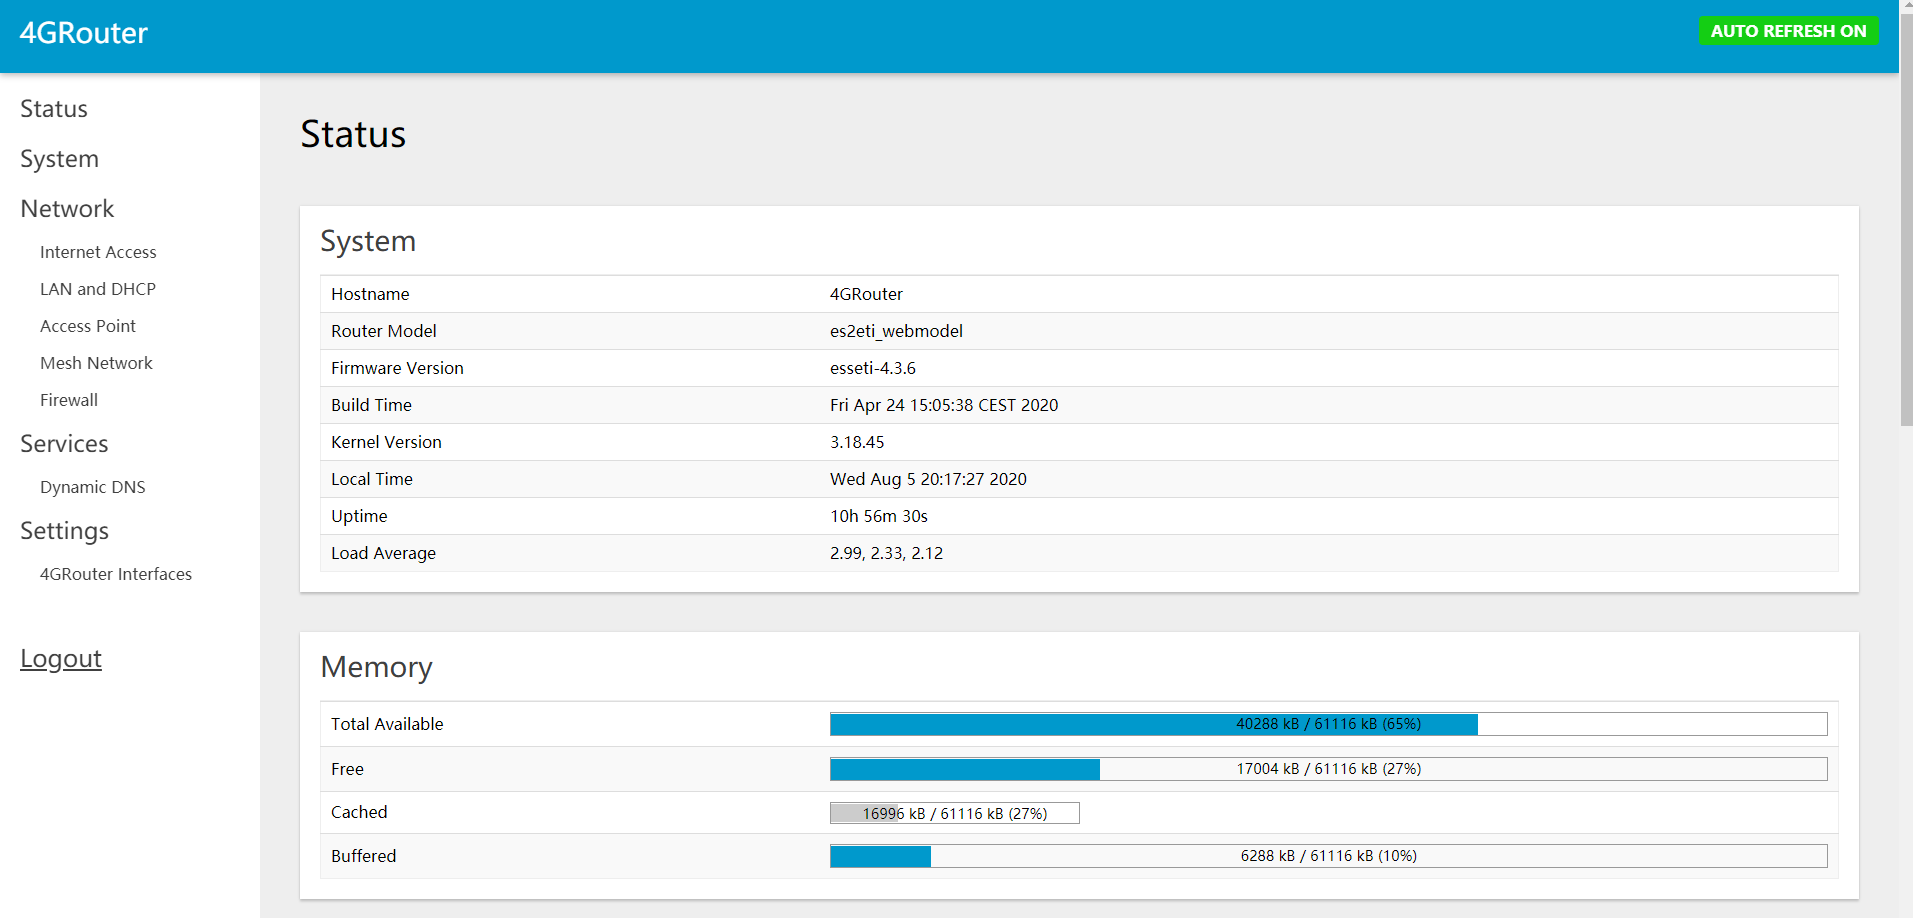 4GRouter
AUTO REFRESH ON
Status
System
Network
Internet Access
LAN and DHCP
Access Point
Mesh Network
Firewall
Services
Dynamic DNS
Settings
4GRouter Interfaces
Logout
Status
System
Hostname 4GRouter
Router Model es2eti_webmodel
Firmware Version esseti-4.3.6
Build Time Fri Apr 24 15:05:38 CEST 2020
Kernel Version 3.18.45
Local Time Wed Aug 5 20:17:27 2020
Uptime 10h 56m 30s
Load Average 2.99, 2.33, 2.12
Memory
Total Available 40288 kB / 61116 kB (65%)
Free 17004 kB / 61116 kB (27%)
Cached 16996 kB / 61116 kB (27%)
Buffered 6288 kB / 61116 kB (10%)